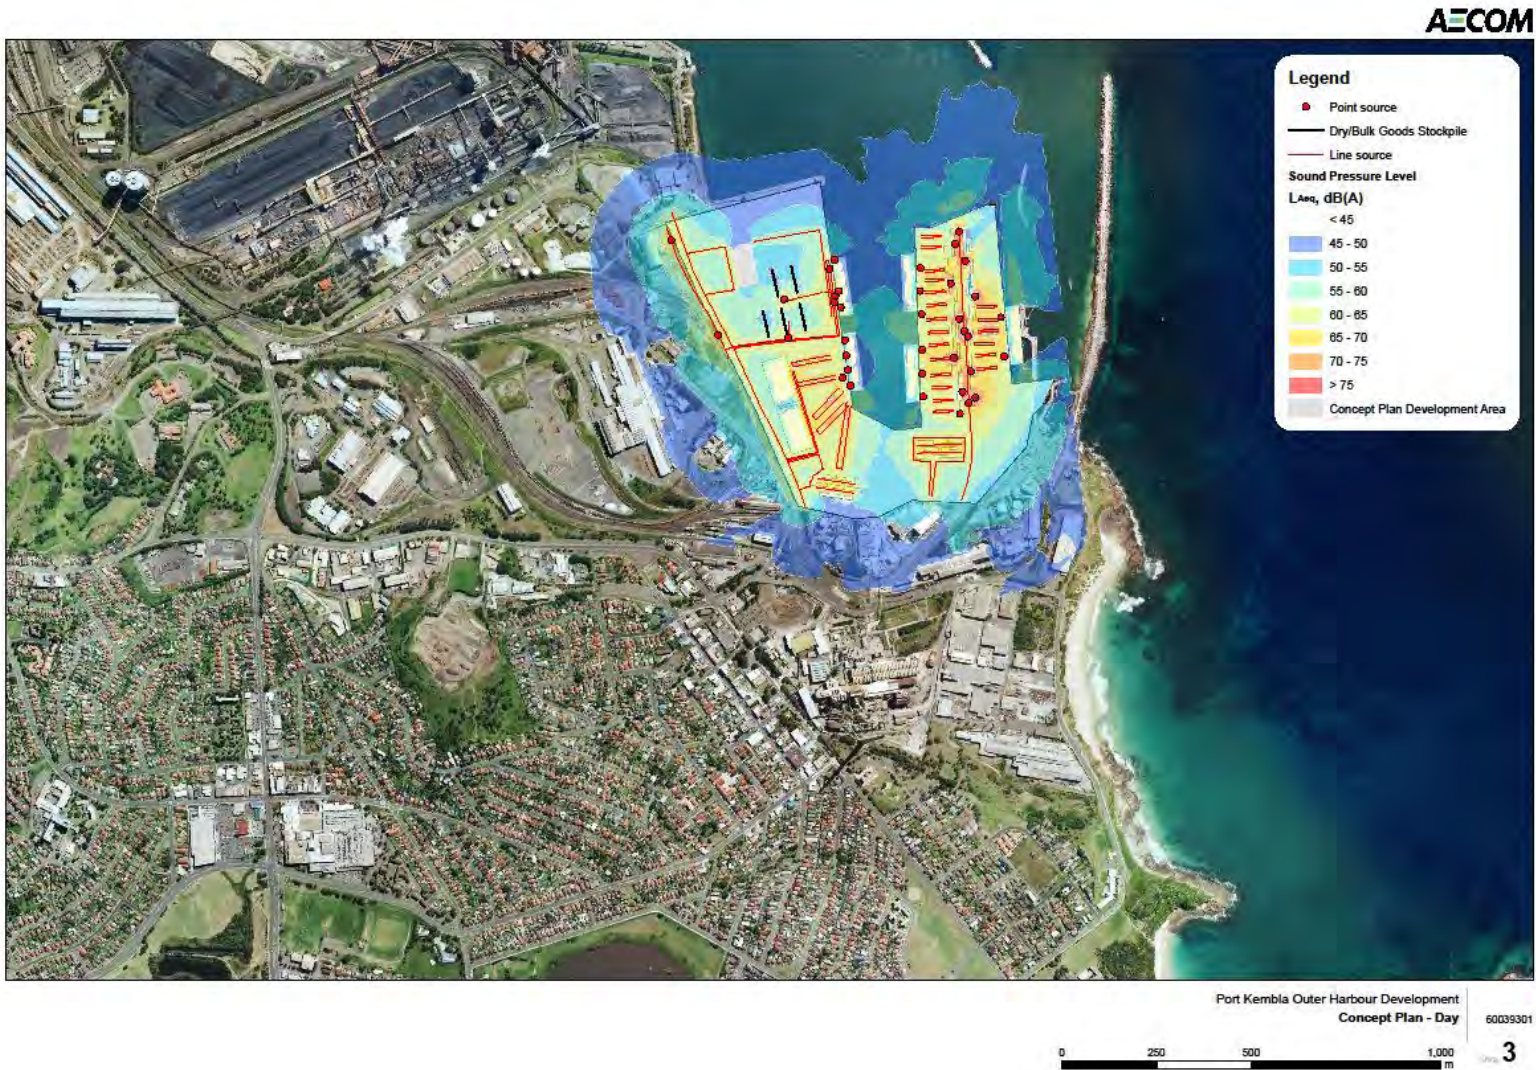 AECOM
Legend
Point source
Dry/Bulk Goods Stockpile
Line source
Sound Pressure Level
LAeq, dB(A)
< 45
45 - 50
50 - 55
55 - 60
60 - 65
65 - 70
70 - 75
> 75
Concept Plan Development Area
Port Kembla Outer Harbour Development
Concept Plan - Day
60039301
0 250 500 1,000
m
3